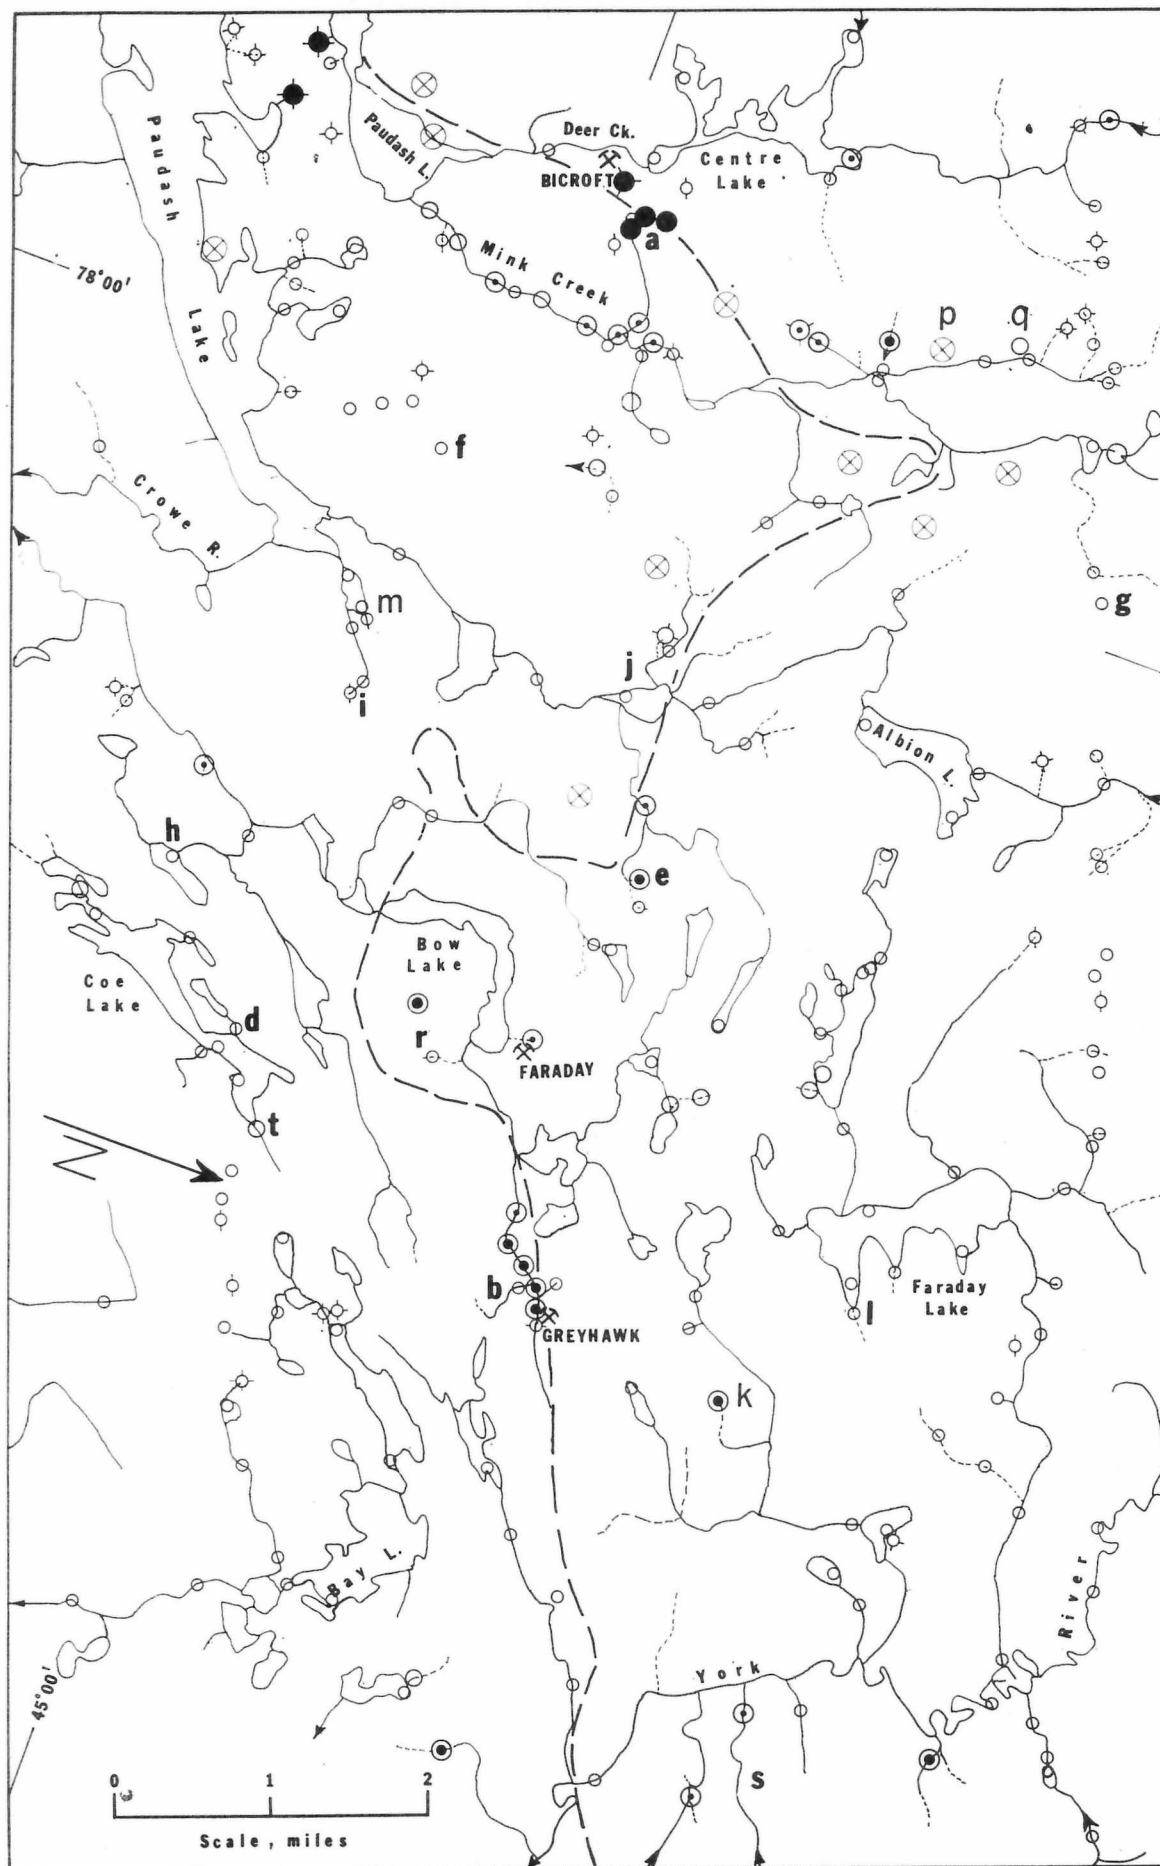 Paudash L.
Deer Ck.
Centre
Lake
BICROFT
a
Paudash
Lake
78°00'
Mink Creek
p
q
f
Crowe R.
m
g
j
i
Albion L.
h
e
Bow
Lake
Coe
Lake
d
r
FARADAY
t
N
b
l
Faraday
Lake
GREYHAWK
k
Bay L.
River
York
45°00'
s
0 1 2
Scale, miles